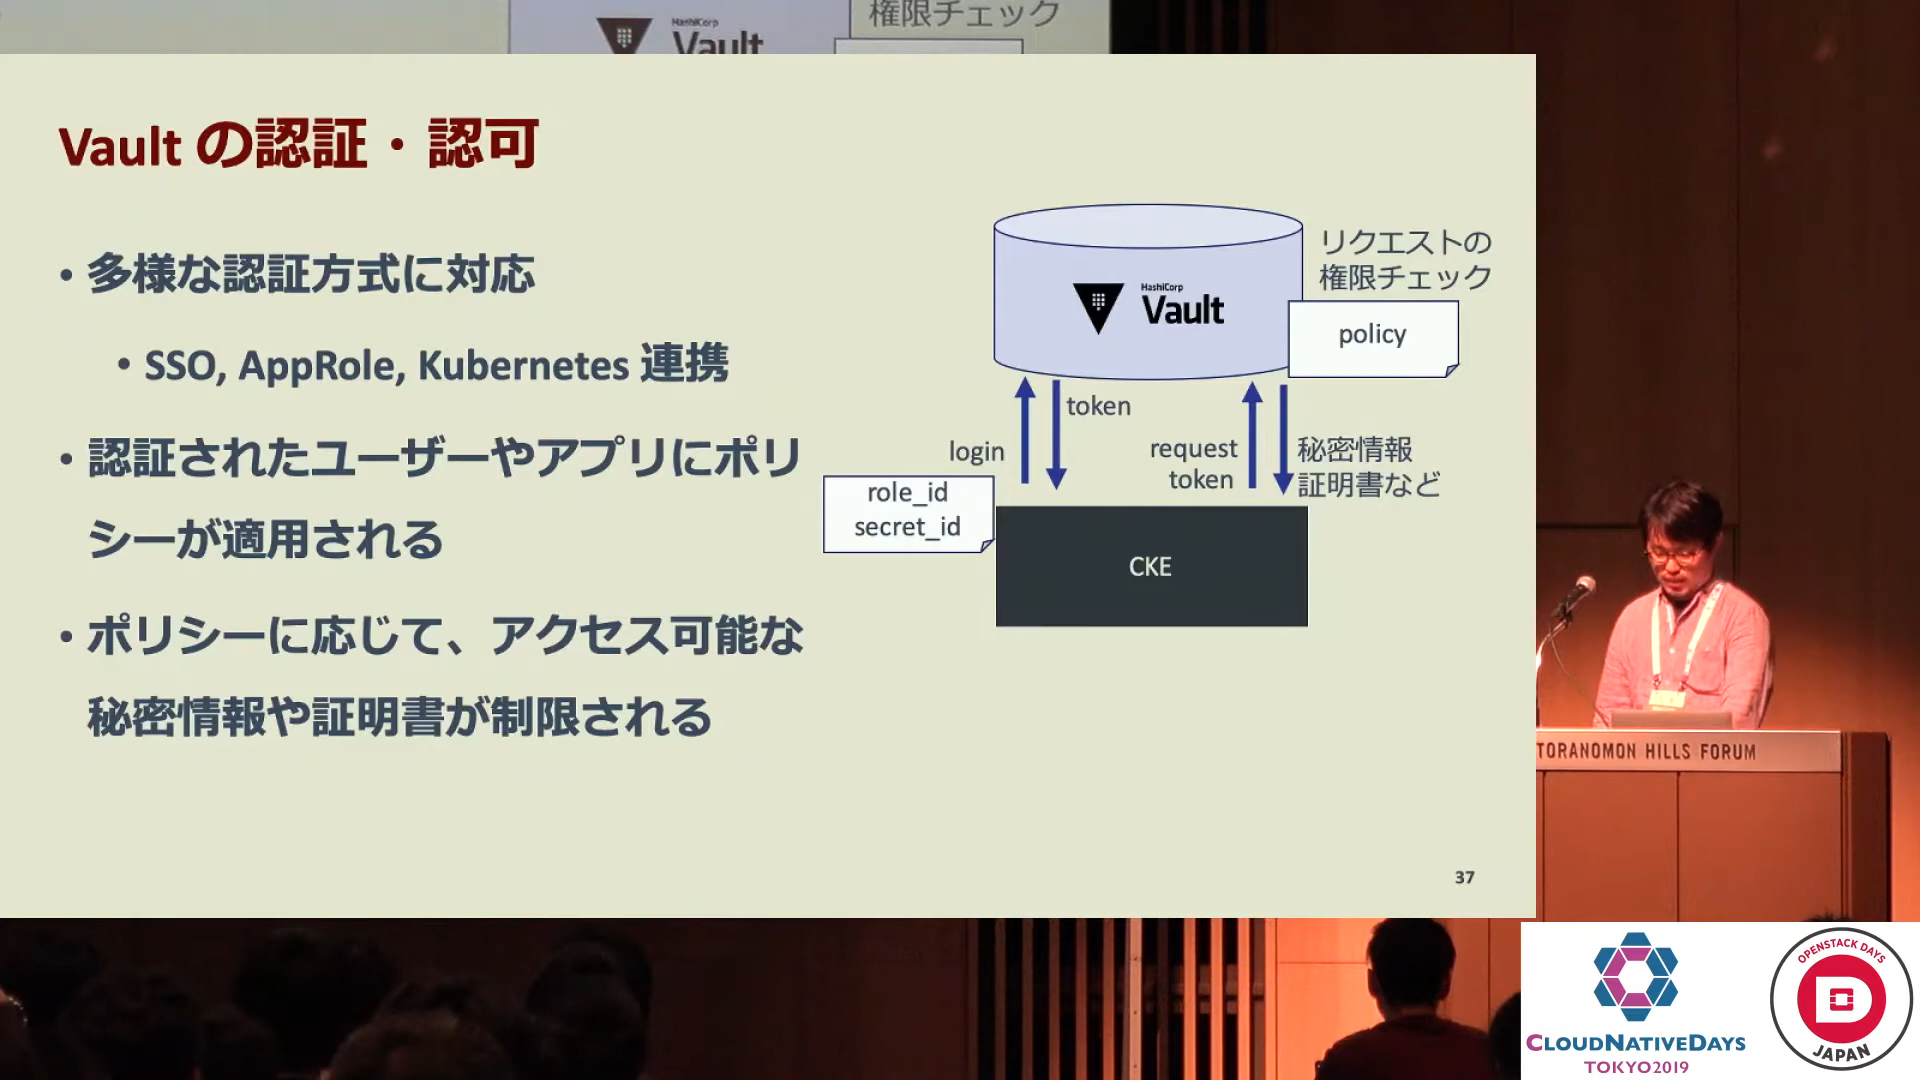 HashiCorp
Vault
権限チェック
Vault の認証・認可
• 多様な認証方式に対応
• SSO, AppRole, Kubernetes 連携
• 認証されたユーザーやアプリにポリ
シーが適用される
• ポリシーに応じて、アクセス可能な
秘密情報や証明書が制限される
リクエストの
権限チェック
HashiCorp
Vault
policy
token
login
request
token
秘密情報
証明書など
role_id
secret_id
CKE
37
TORANOMON HILLS FORUM
CLOUDNATIVEDAYS
TOKYO2019
OPENSTACK DAYS
JAPAN